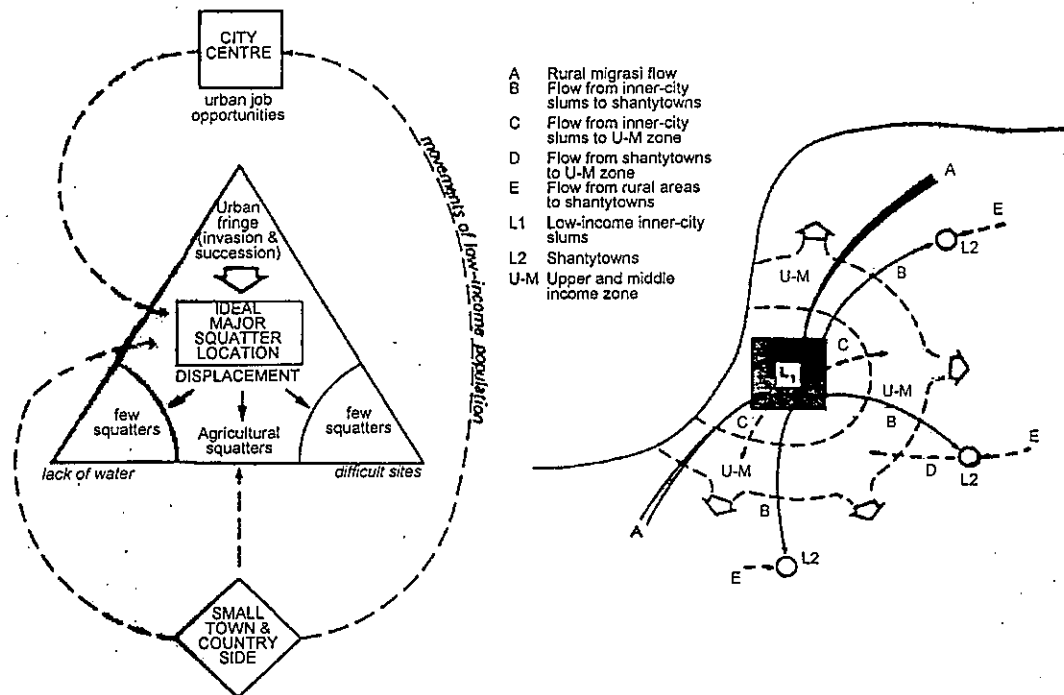 CITY
CENTRE
urban job
opportunities
movements of low-income population
Urban
fringe
(invasion &
succession)
IDEAL
MAJOR
SQUATTER
LOCATION
DISPLACEMENT
few
squatters
Agricultural
squatters
few
squatters
lack of water
difficult sites
SMALL
TOWN &
COUNTRY
SIDE
A Rural migrasi flow
B Flow from inner-city
slums to shantytowns
C Flow from inner-city
slums to U-M zone
D Flow from shantytowns
to U-M zone
E Flow from rural areas
to shantytowns
L1 Low-income inner-city
slums
L2 Shantytowns
U-M Upper and middle
income zone
A
E
L2
U-M
B
C
L1
U-M
C
B
E
U-M
D
L2
B
A
L2
E